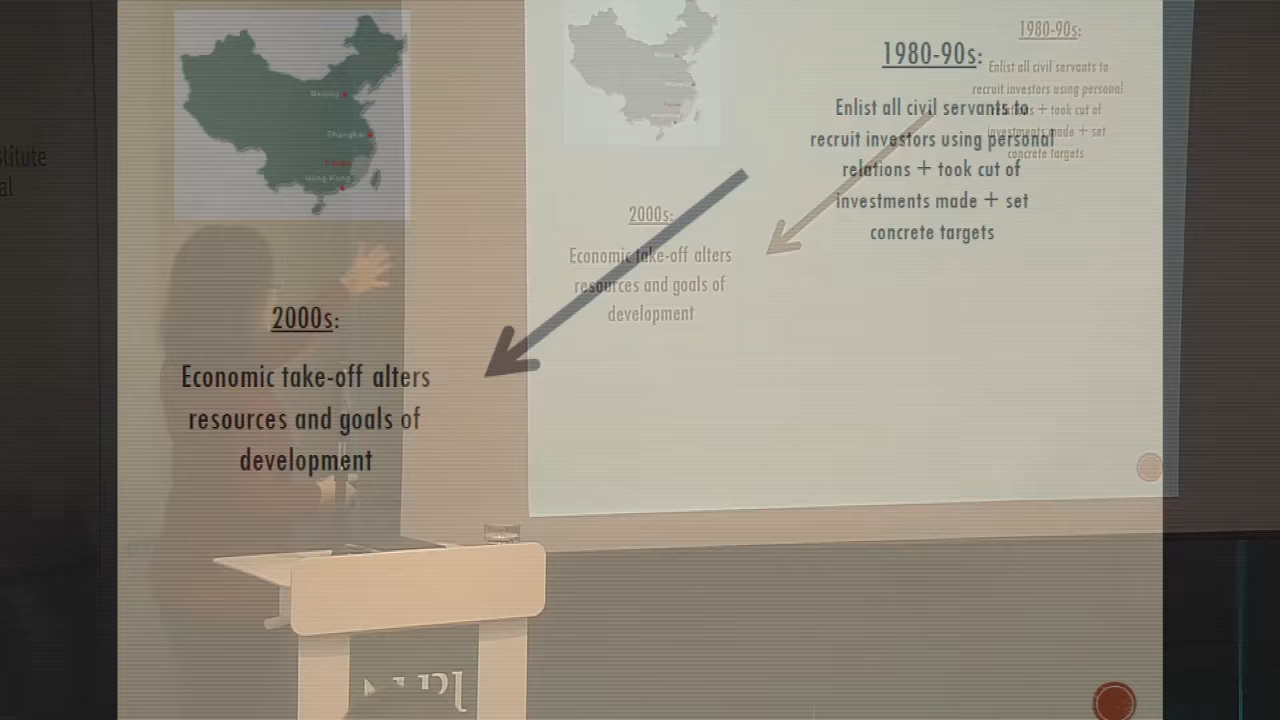 stitute
al
Beijing
Shanghai
Hong Kong
1980-90s:
Enlist all civil servants to
recruit investors using personal
relations + took cut of
investments made + set
concrete targets
2000s:
Economic take-off alters
resources and goals of
development
1980-90s:
Enlist all civil servants to
recruit investors using personal
relations + took cut of
investments made + set
concrete targets
2000s:
Economic take-off alters
resources and goals of
development